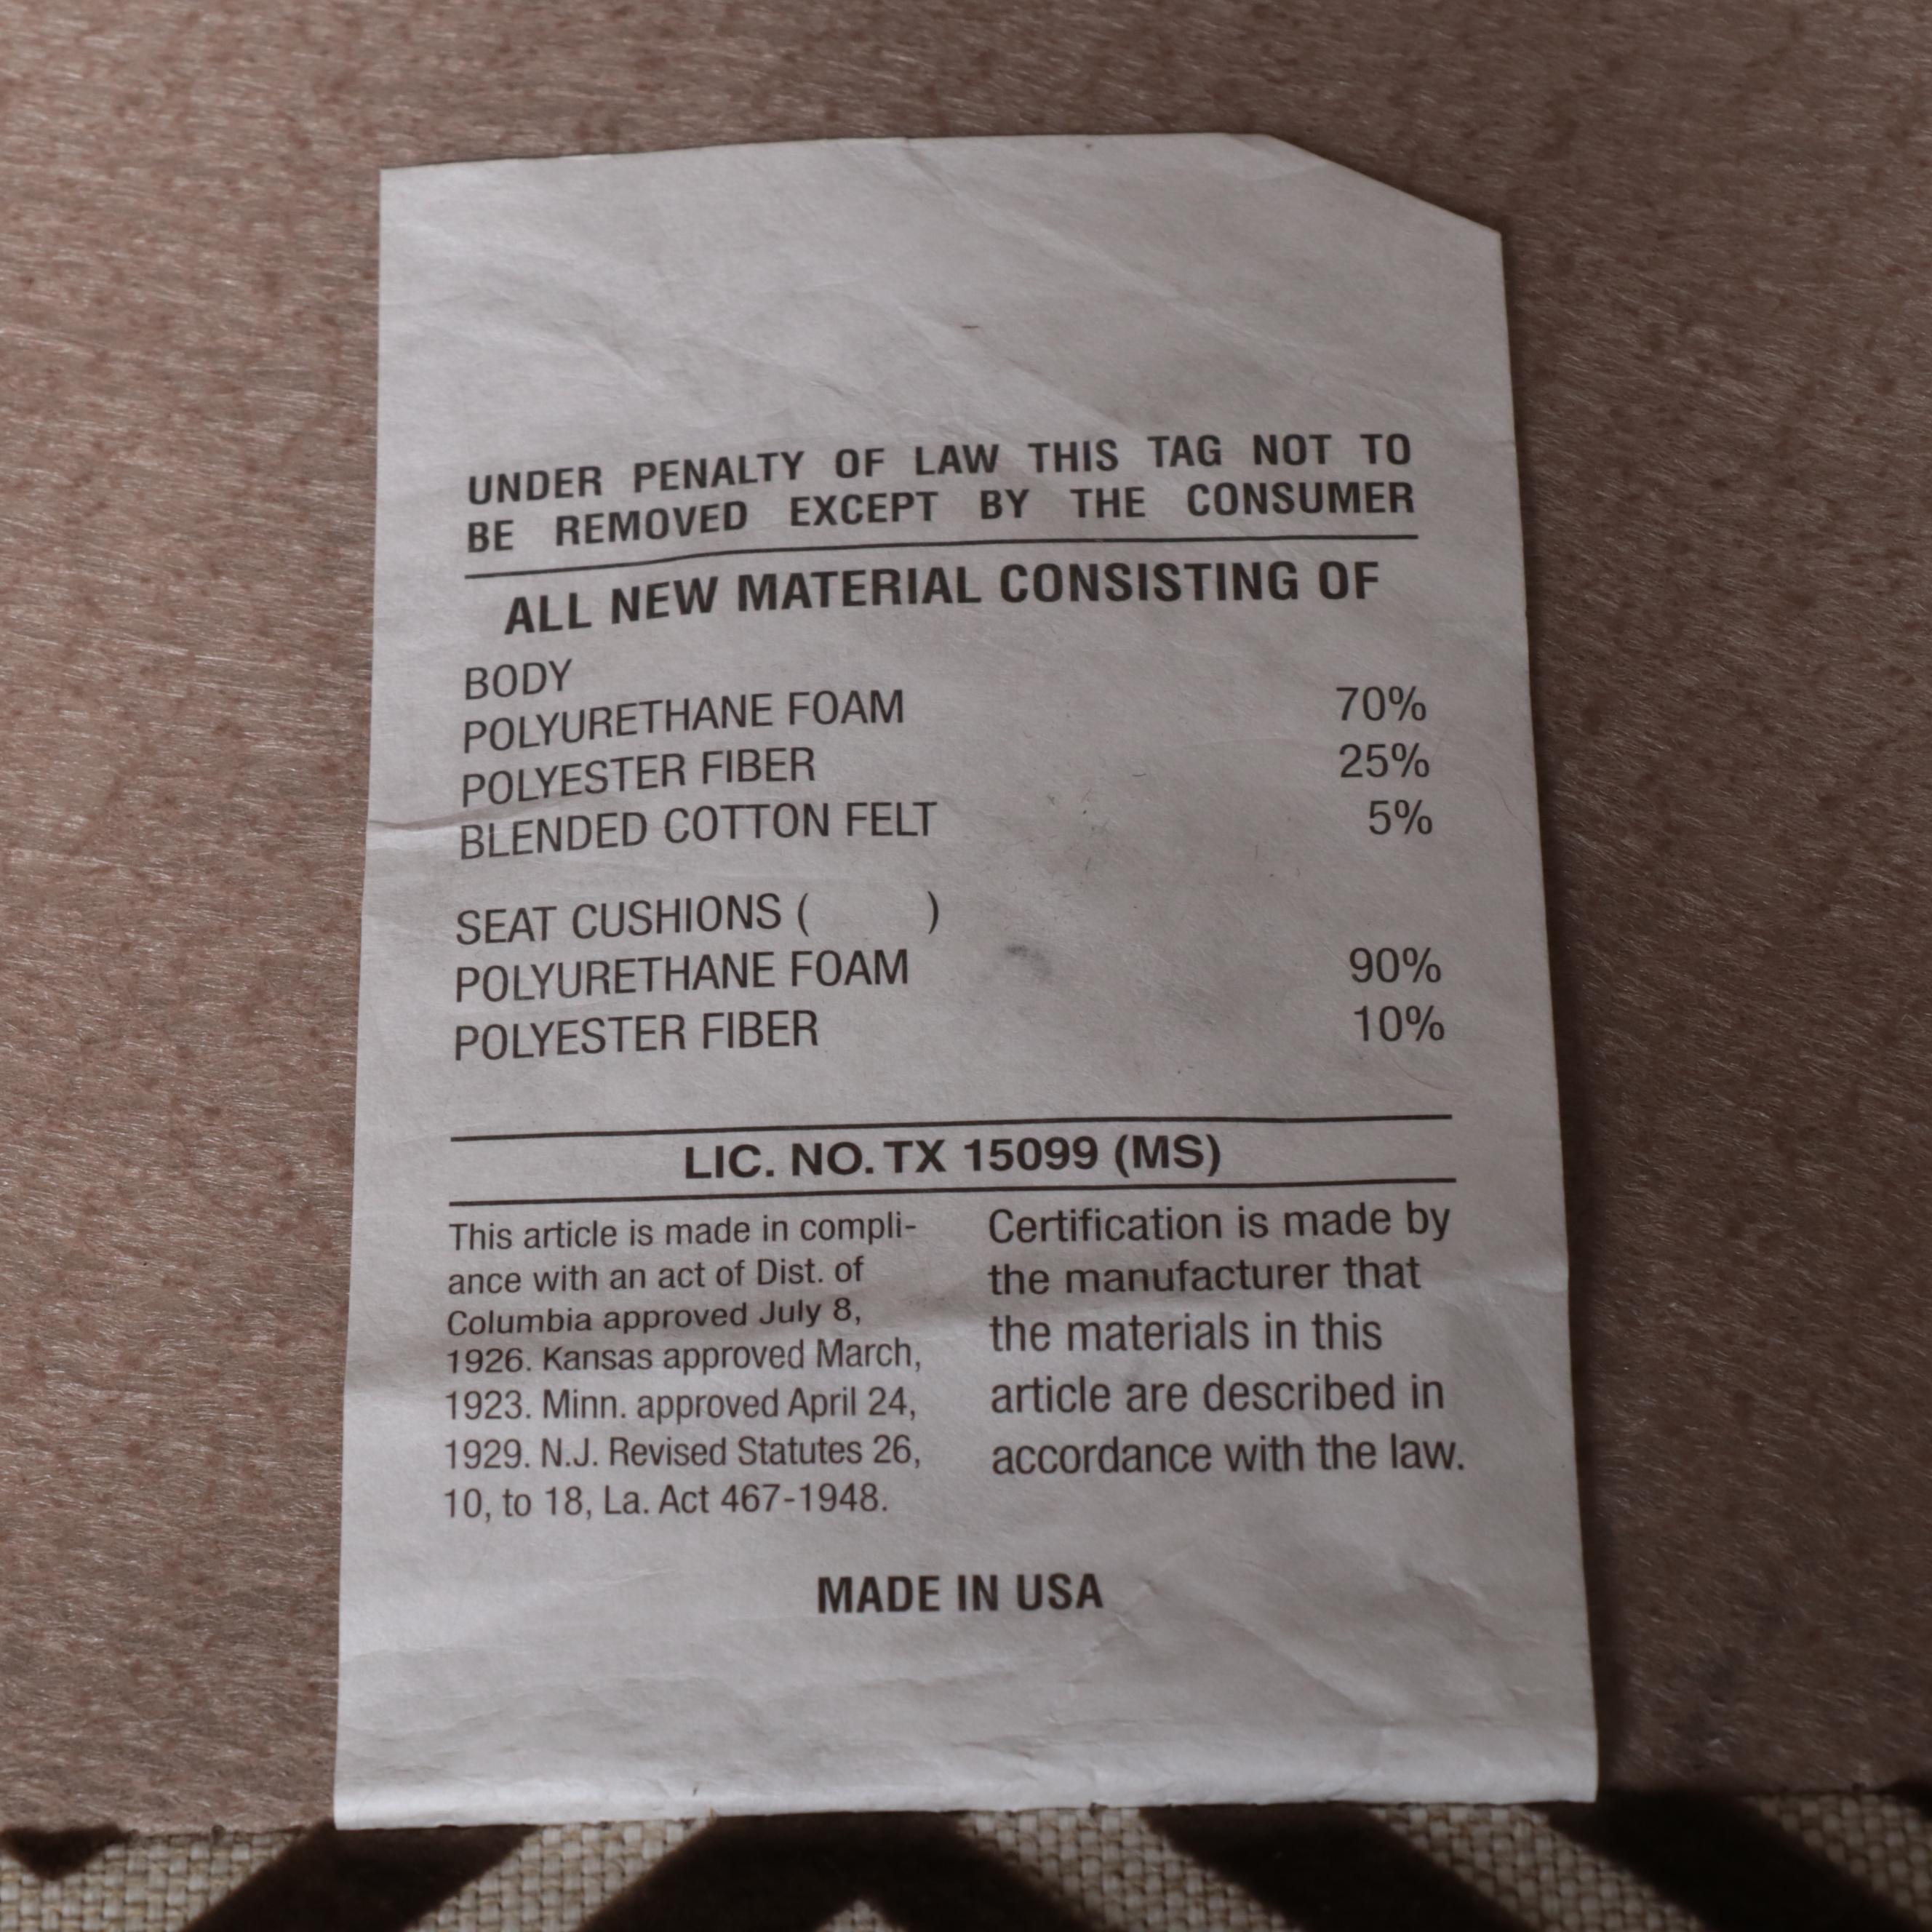 UNDER PENALTY OF LAW THIS TAG NOT TO
BE REMOVED EXCEPT BY THE CONSUMER
ALL NEW MATERIAL CONSISTING OF
BODY
POLYURETHANE FOAM 70%
POLYESTER FIBER 25%
BLENDED COTTON FELT 5%
SEAT CUSHIONS ( )
POLYURETHANE FOAM 90%
POLYESTER FIBER 10%
LIC. NO. TX 15099 (MS)
This article is made in compli-
ance with an act of Dist. of
Columbia approved July 8,
1926. Kansas approved March,
1923. Minn. approved April 24,
1929. N.J. Revised Statutes 26,
10, to 18, La. Act 467-1948.
Certification is made by
the manufacturer that
the materials in this
article are described in
accordance with the law.
MADE IN USA